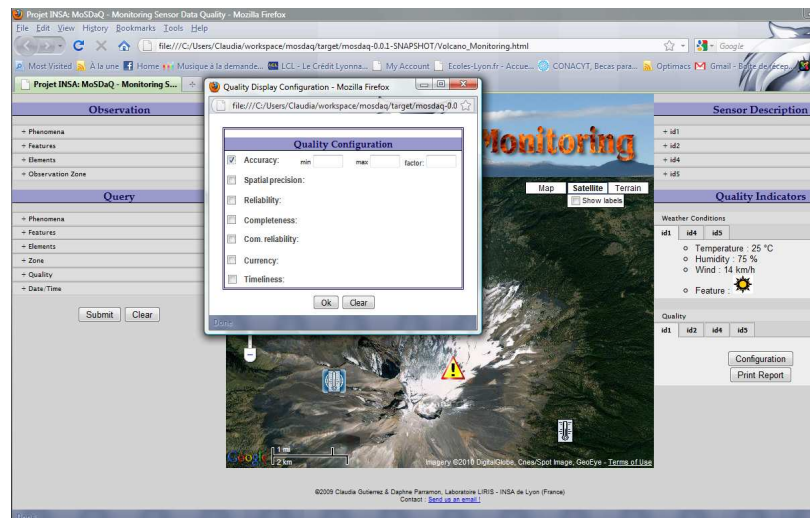 Projet INSA: MoSDaQ - Monitoring Sensor Data Quality - Mozilla Firefox
File Edit View History Bookmarks Tools Help
file:///C:/Users/Claudia/workspace/mosdaq/target/mosdaq-0.0.1-SNAPSHOT/Volcano_Monitoring.html
Google
Most Visited À la une Home Musique à la demande... LCL - Le Crédit Lyonna... My Account Ecoles-Lyon.fr - Accue... CONACYT, Becas para... Optimacs Gmail - Boîte de récep...
Projet INSA: MoSDaQ - Monitoring S...
Observation
+ Phenomena
+ Features
+ Elements
+ Observation Zone
Query
+ Phenomena
+ Features
+ Elements
+ Zone
+ Quality
+ Date/Time
Submit Clear
Quality Display Configuration - Mozilla Firefox
file:///C:/Users/Claudia/workspace/mosdaq/target/mosdaq-0.0
Quality Configuration
Accuracy: min max factor:
Spatial precision:
Reliability:
Completeness:
Com. reliability:
Currency:
Timeliness:
Ok Clear
Done
Monitoring
Map Satellite Terrain
Show labels
1 mi
2 km
Google
Imagery ©2010 DigitalGlobe, Cnes/Spot Image, GeoEye - Terms of Use
Sensor Description
+ id1
+ id2
+ id4
+ id5
Quality Indicators
Weather Conditions
id1 id4 id5
Temperature : 25 °C
Humidity : 75 %
Wind : 14 km/h
Feature :
Quality
id1 id2 id4 id5
Configuration
Print Report
©2009 Claudia Gutierrez & Daphne Parramon, Laboratoire LIRIS - INSA de Lyon (France)
Contact : Send us an email !
Done